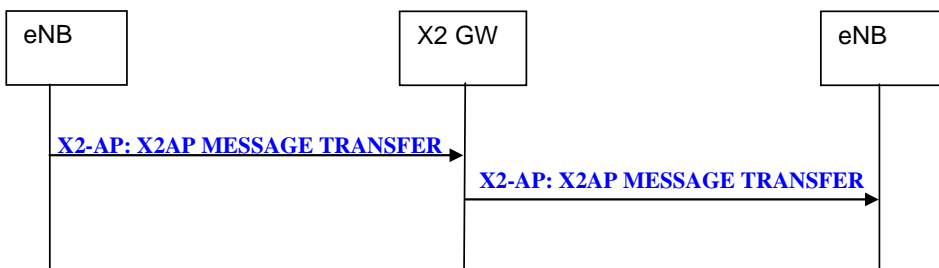 eNB
X2 GW
eNB
X2-AP: X2AP MESSAGE TRANSFER
X2-AP: X2AP MESSAGE TRANSFER